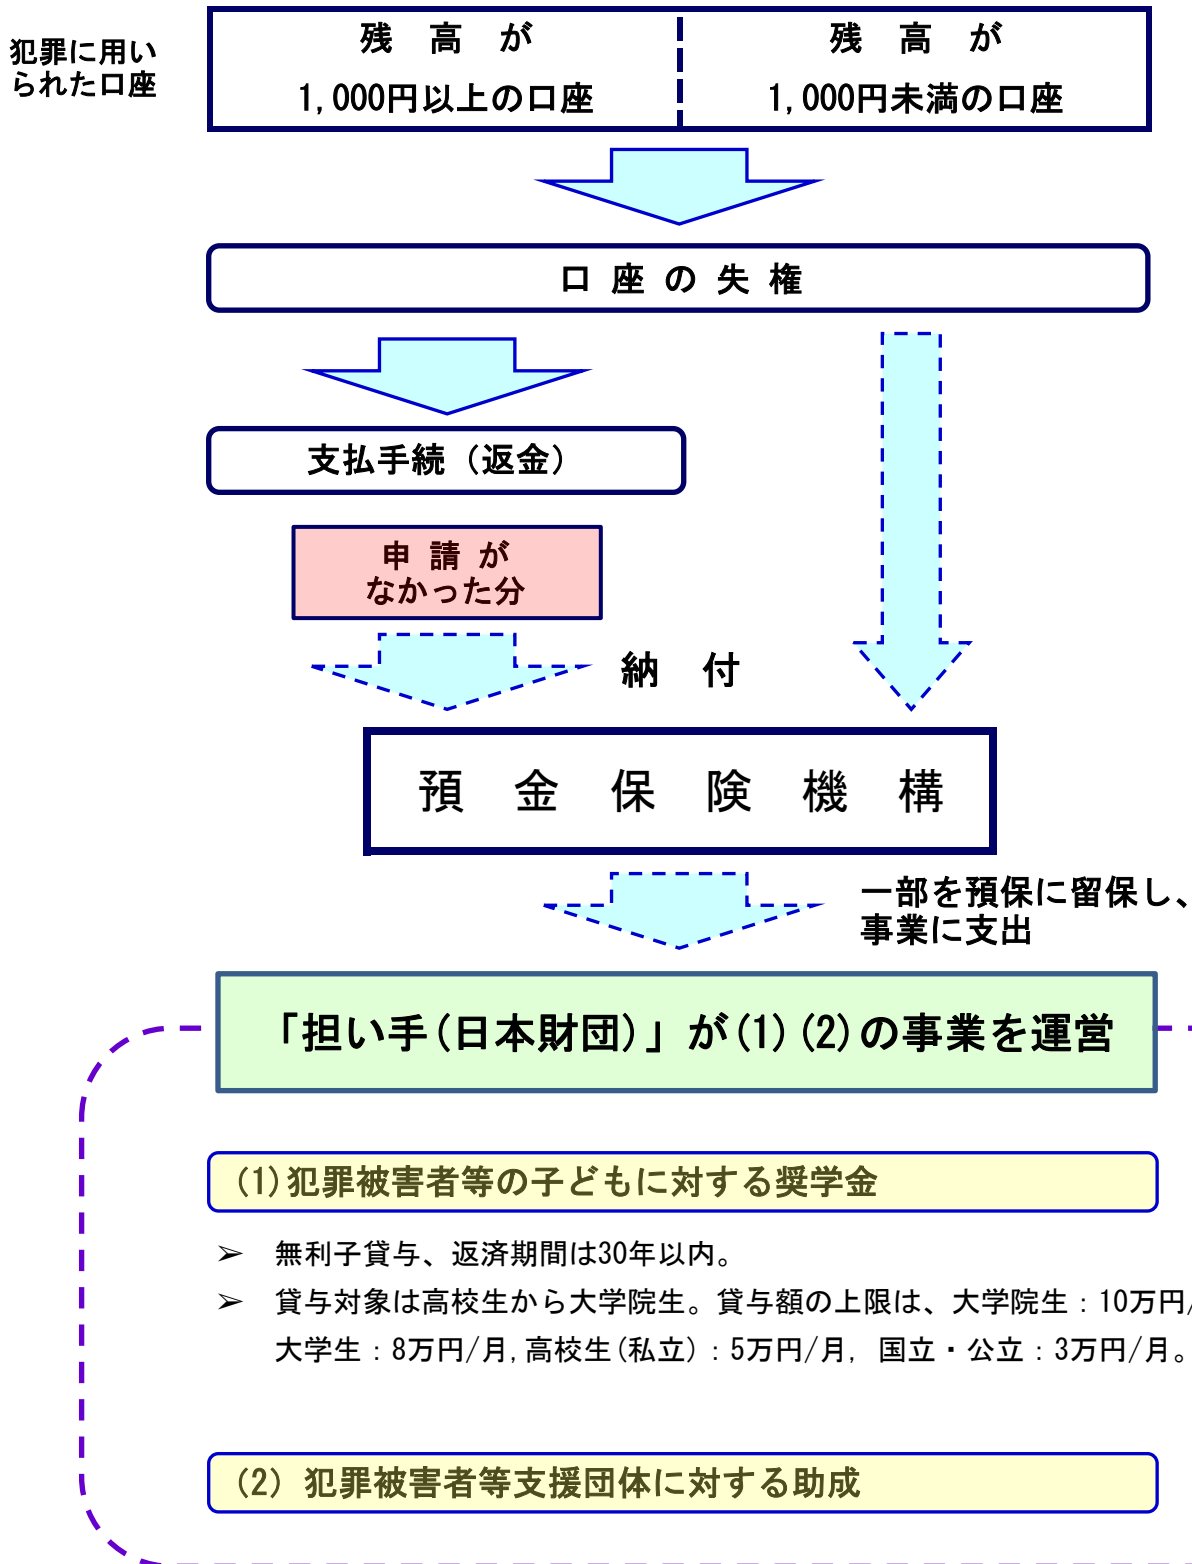 犯罪に用い
られた口座
残　高　が
1,000円以上の口座
残　高　が
1,000円未満の口座
口 座 の 失 権
支払手続（返金）
申 請 が
なかった分
納　付
預　金　保　険　機　構
一部を預保に留保し、
事業に支出
「担い手(日本財団)」が(1)(2)の事業を運営
(1)犯罪被害者等の子どもに対する奨学金
➢　無利子貸与、返済期間は30年以内。
➢　貸与対象は高校生から大学院生。貸与額の上限は、大学院生：10万円/
大学生：8万円/月,高校生(私立)：5万円/月, 国立・公立：3万円/月。
(2) 犯罪被害者等支援団体に対する助成